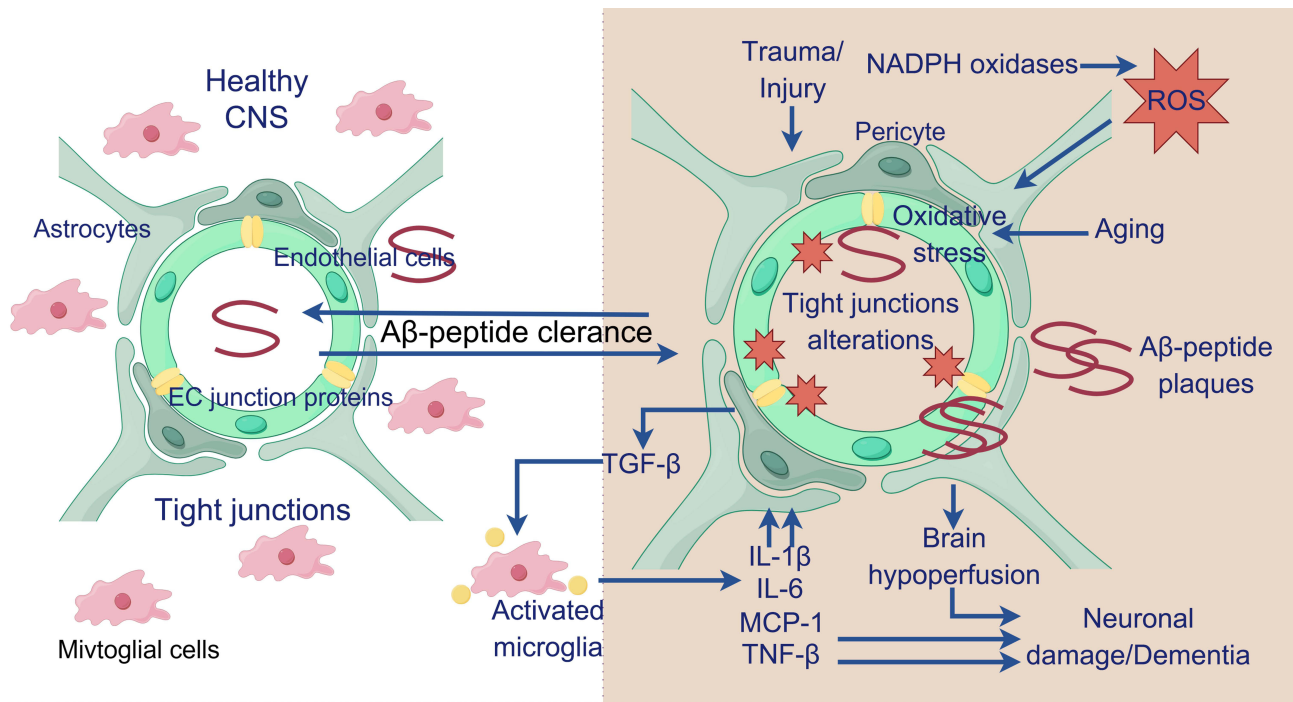 Healthy
CNS
Astrocytes
Endothelial cells
Aβ-peptide clerance
EC junction proteins
Tight junctions
Mivtoglial cells
Activated
microglia
Trauma/
Injury
NADPH oxidases
ROS
Pericyte
Oxidative
stress
Aging
Tight junctions
alterations
Aβ-peptide
plaques
TGF-β
IL-1β
IL-6
MCP-1
TNF-β
Brain
hypoperfusion
Neuronal
damage/Dementia